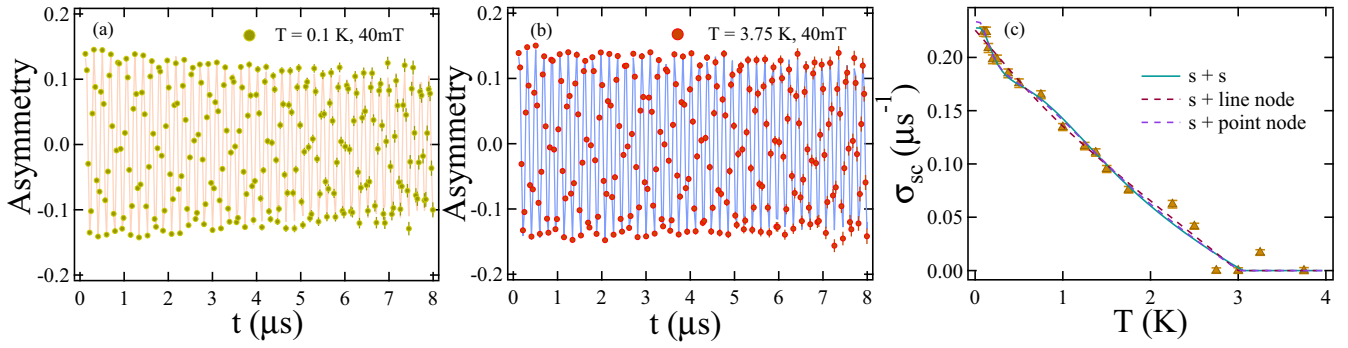 (a)
T = 0.1 K, 40mT
Asymmetry
0.2
0.1
0.0
-0.1
-0.2
0 1 2 3 4 5 6 7 8
t (μs)
(b)
T = 3.75 K, 40mT
Asymmetry
0.2
0.1
0.0
-0.1
-0.2
0 1 2 3 4 5 6 7 8
t (μs)
(c)
s + s
s + line node
s + point node
σsc (μs⁻¹)
0.20
0.15
0.10
0.05
0.00
0 1 2 3 4
T (K)